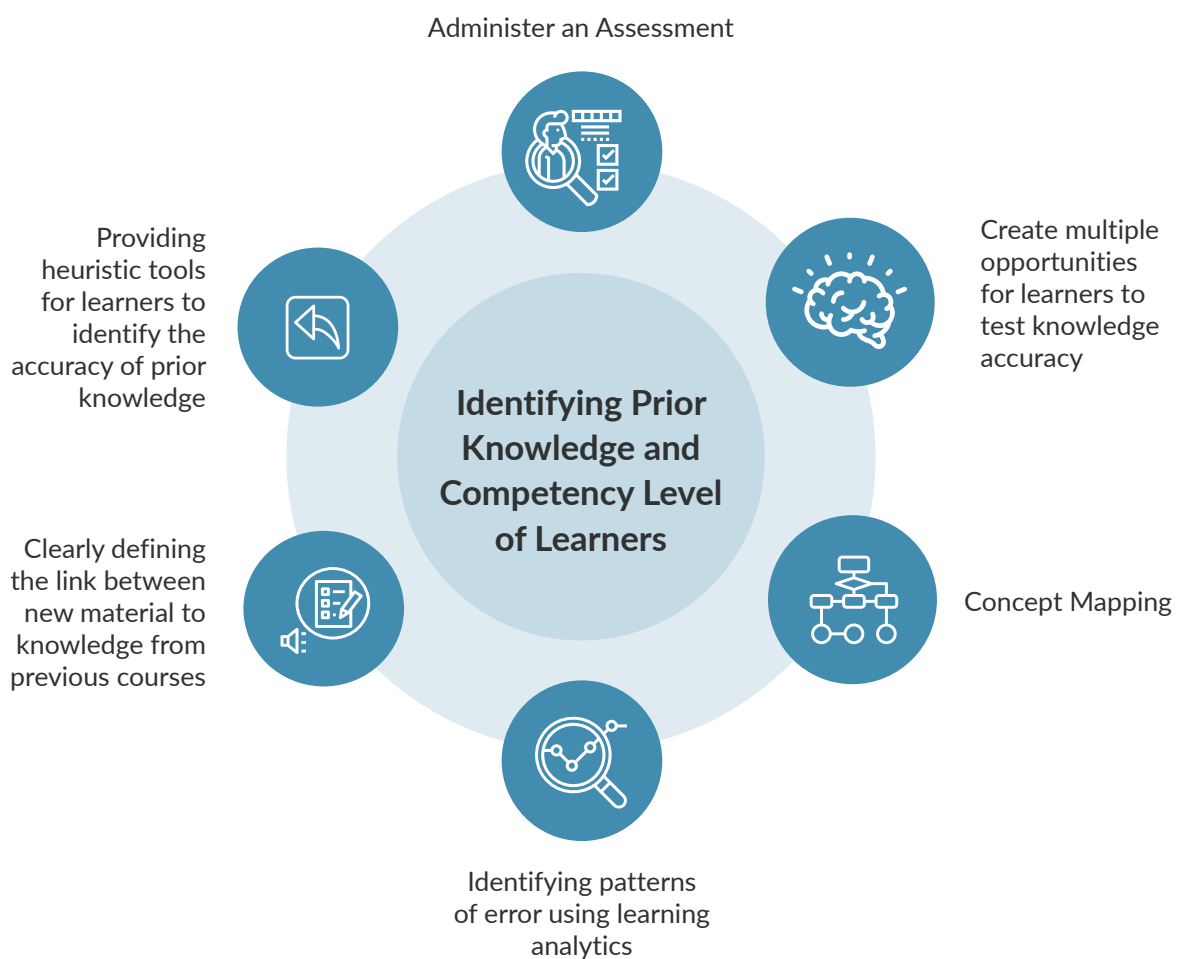 Administer an Assessment
Create multiple
opportunities
for learners to
test knowledge
accuracy
Concept Mapping
Identifying patterns
of error using learning
analytics
Clearly defining
the link between
new material to
knowledge from
previous courses
Providing
heuristic tools
for learners to
identify the
accuracy of prior
knowledge
Identifying Prior
Knowledge and
Competency Level
of Learners